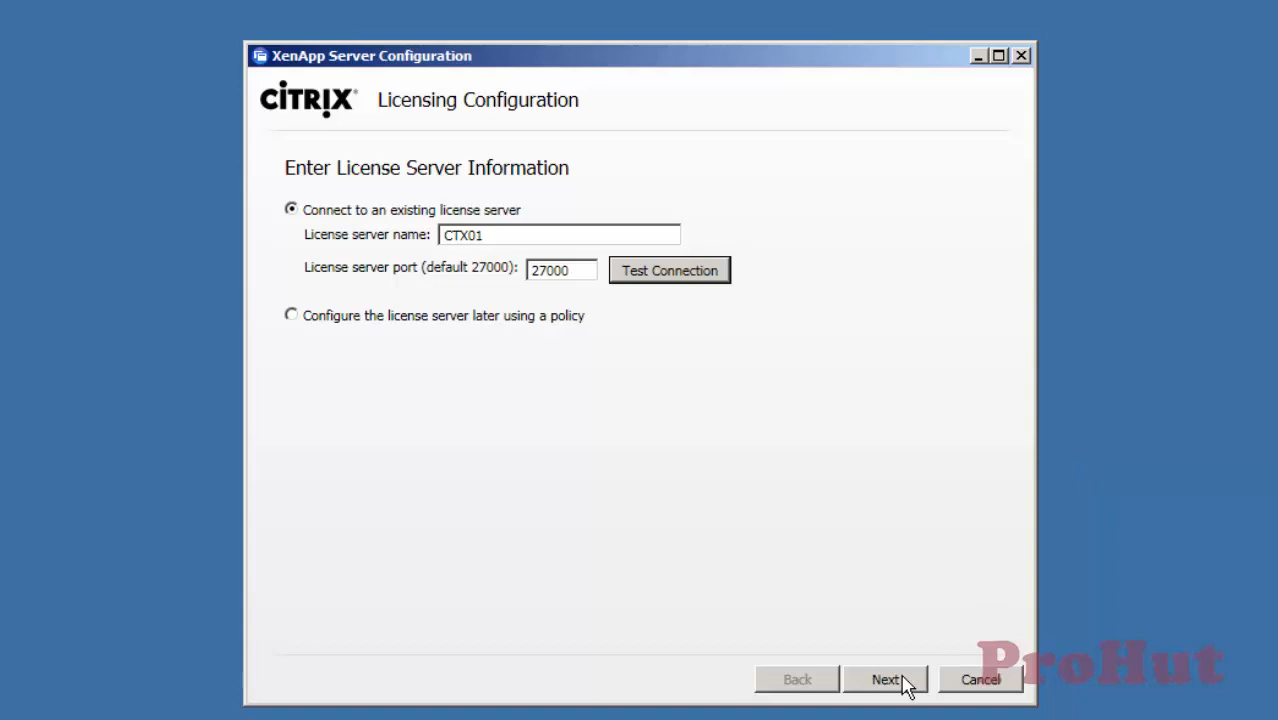 XenApp Server Configuration
CITRIX® Licensing Configuration
Enter License Server Information
Connect to an existing license server
License server name: CTX01
License server port (default 27000): 27000 Test Connection
Configure the license server later using a policy
Back Next Cancel
ProHut